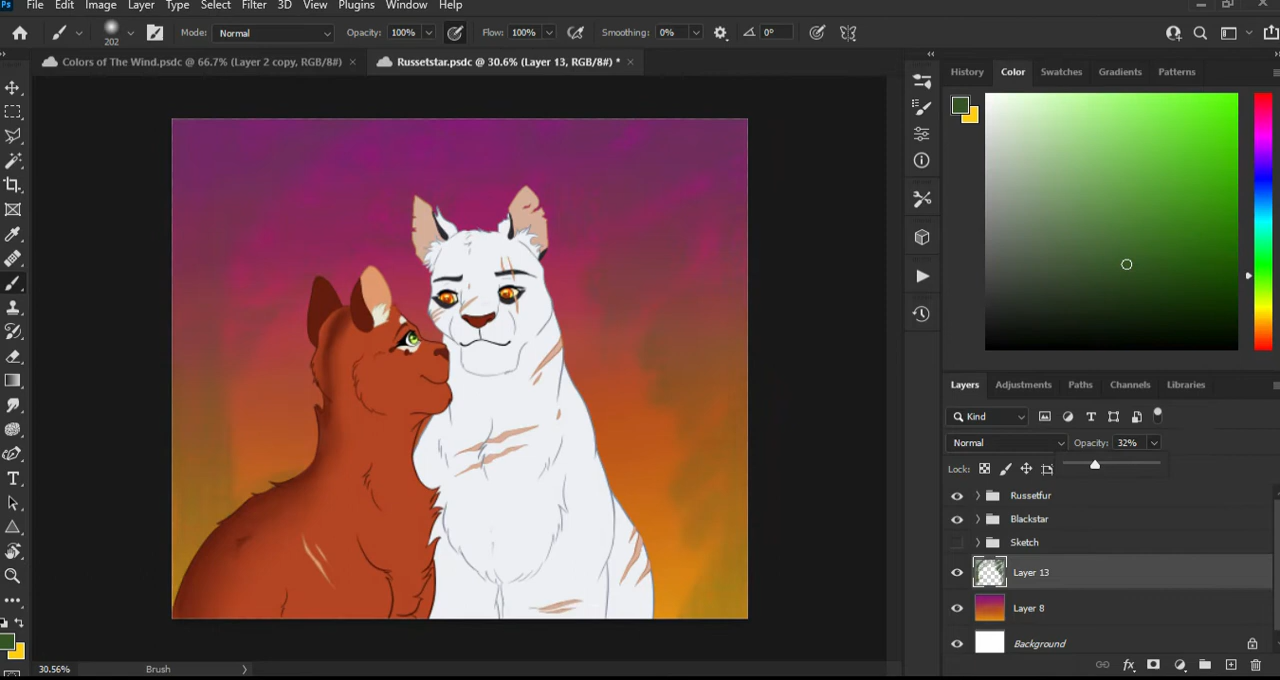 Ps File Edit Image Layer Type Select Filter 3D View Plugins Window Help
202 Mode: Normal Opacity: 100% Flow: 100% Smoothing: 0% 0°
Colors of The Wind.psdc @ 66.7% (Layer 2 copy, RGB/8#) × Russetstar.psdc @ 30.6% (Layer 13, RGB/8#) * ×
History Color Swatches Gradients Patterns
Layers Adjustments Paths Channels Libraries
Kind
Normal Opacity: 32%
Lock:
Russetfur
Blackstar
Sketch
Layer 13
Layer 8
Background
30.56% Brush